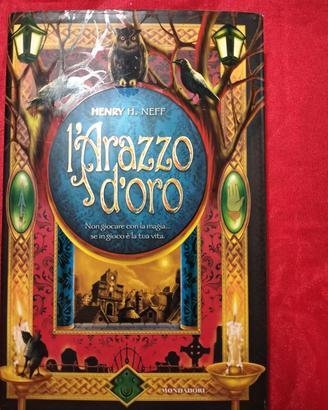 HENRY H. NEFF
l'Arazzo
d'oro
Non giocare con la magia...
se in gioco è la tua vita.
MONDADORI